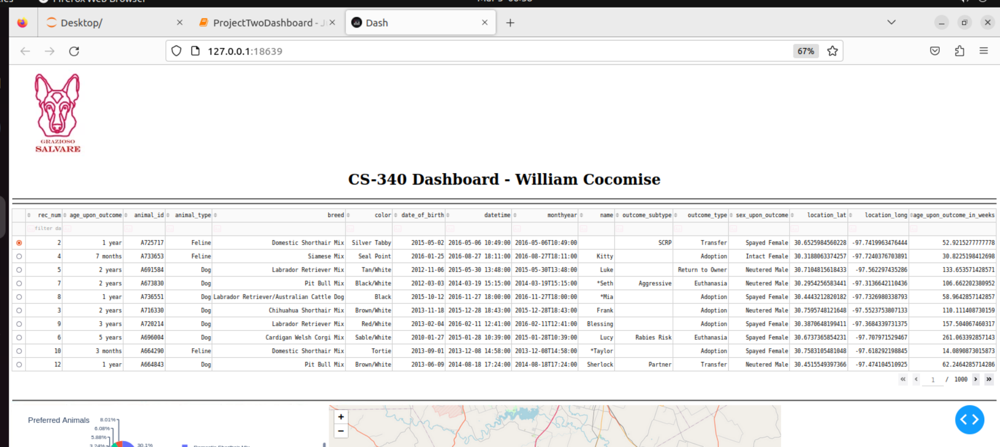 Firefox Web Browser
Desktop/ ProjectTwoDashboard - Dash
127.0.0.1:18639 67%
GRAZIOSO
SALVARE
CS-340 Dashboard - William Cocomise
rec_num age_upon_outcome animal_id animal_type breed color date_of_birth datetime monthyear name outcome_subtype outcome_type sex_upon_outcome location_lat location_long age_upon_outcome_in_weeks
filter da
2 1 year A725717 Feline Domestic Shorthair Mix Silver Tabby 2015-05-02 2016-05-06 10:49:00 2016-05-06T10:49:00 SCRP Transfer Spayed Female 30.6525984560228 -97.7419963476444 52.9215277777778
4 7 months A733653 Feline Siamese Mix Seal Point 2016-01-25 2016-08-27 18:11:00 2016-08-27T18:11:00 Kitty Adoption Intact Female 30.3188063374257 -97.7240376703891 30.8225198412698
5 2 years A691584 Dog Labrador Retriever Mix Tan/White 2012-11-06 2015-05-30 13:48:00 2015-05-30T13:48:00 Luke Return to Owner Neutered Male 30.7104815618433 -97.562297435286 133.653571428571
7 2 years A673830 Dog Pit Bull Mix Black/White 2012-03-03 2014-03-19 15:15:00 2014-03-19T15:15:00 *Seth Aggressive Euthanasia Neutered Male 30.2954256583441 -97.3136642110436 106.662202380952
8 1 year A736551 Dog Labrador Retriever/Australian Cattle Dog Black 2015-10-12 2016-11-27 18:00:00 2016-11-27T18:00:00 *Mia Adoption Spayed Female 30.4443212820182 -97.7326980338793 58.9642857142857
3 2 years A716330 Dog Chihuahua Shorthair Mix Brown/White 2013-11-18 2015-12-28 18:43:00 2015-12-28T18:43:00 Frank Adoption Neutered Male 30.7595748121648 -97.5523753807133 110.111408730159
9 3 years A720214 Dog Labrador Retriever Mix Red/White 2013-02-04 2016-02-11 12:41:00 2016-02-11T12:41:00 Blessing Adoption Spayed Female 30.3870648199411 -97.3684339731375 157.504067460317
6 5 years A696004 Dog Cardigan Welsh Corgi Mix Sable/White 2010-01-27 2015-01-28 10:39:00 2015-01-28T10:39:00 Lucy Rabies Risk Euthanasia Spayed Female 30.6737365854231 -97.707971529467 261.063392857143
10 3 months A664290 Feline Domestic Shorthair Mix Tortie 2013-09-01 2013-12-08 14:58:00 2013-12-08T14:58:00 *Taylor Adoption Spayed Female 30.7583105481048 -97.618292198845 14.0890873015873
12 1 year A664843 Dog Pit Bull Mix Brown/White 2013-06-09 2014-08-18 17:24:00 2014-08-18T17:24:00 Sherlock Partner Transfer Neutered Male 30.4515549397366 -97.474104510925 62.2464285714286
« ‹ 1 / 1000 › »
Preferred Animals 8.01%
6.08%
5.88%
3.24% 30.1%
+
−